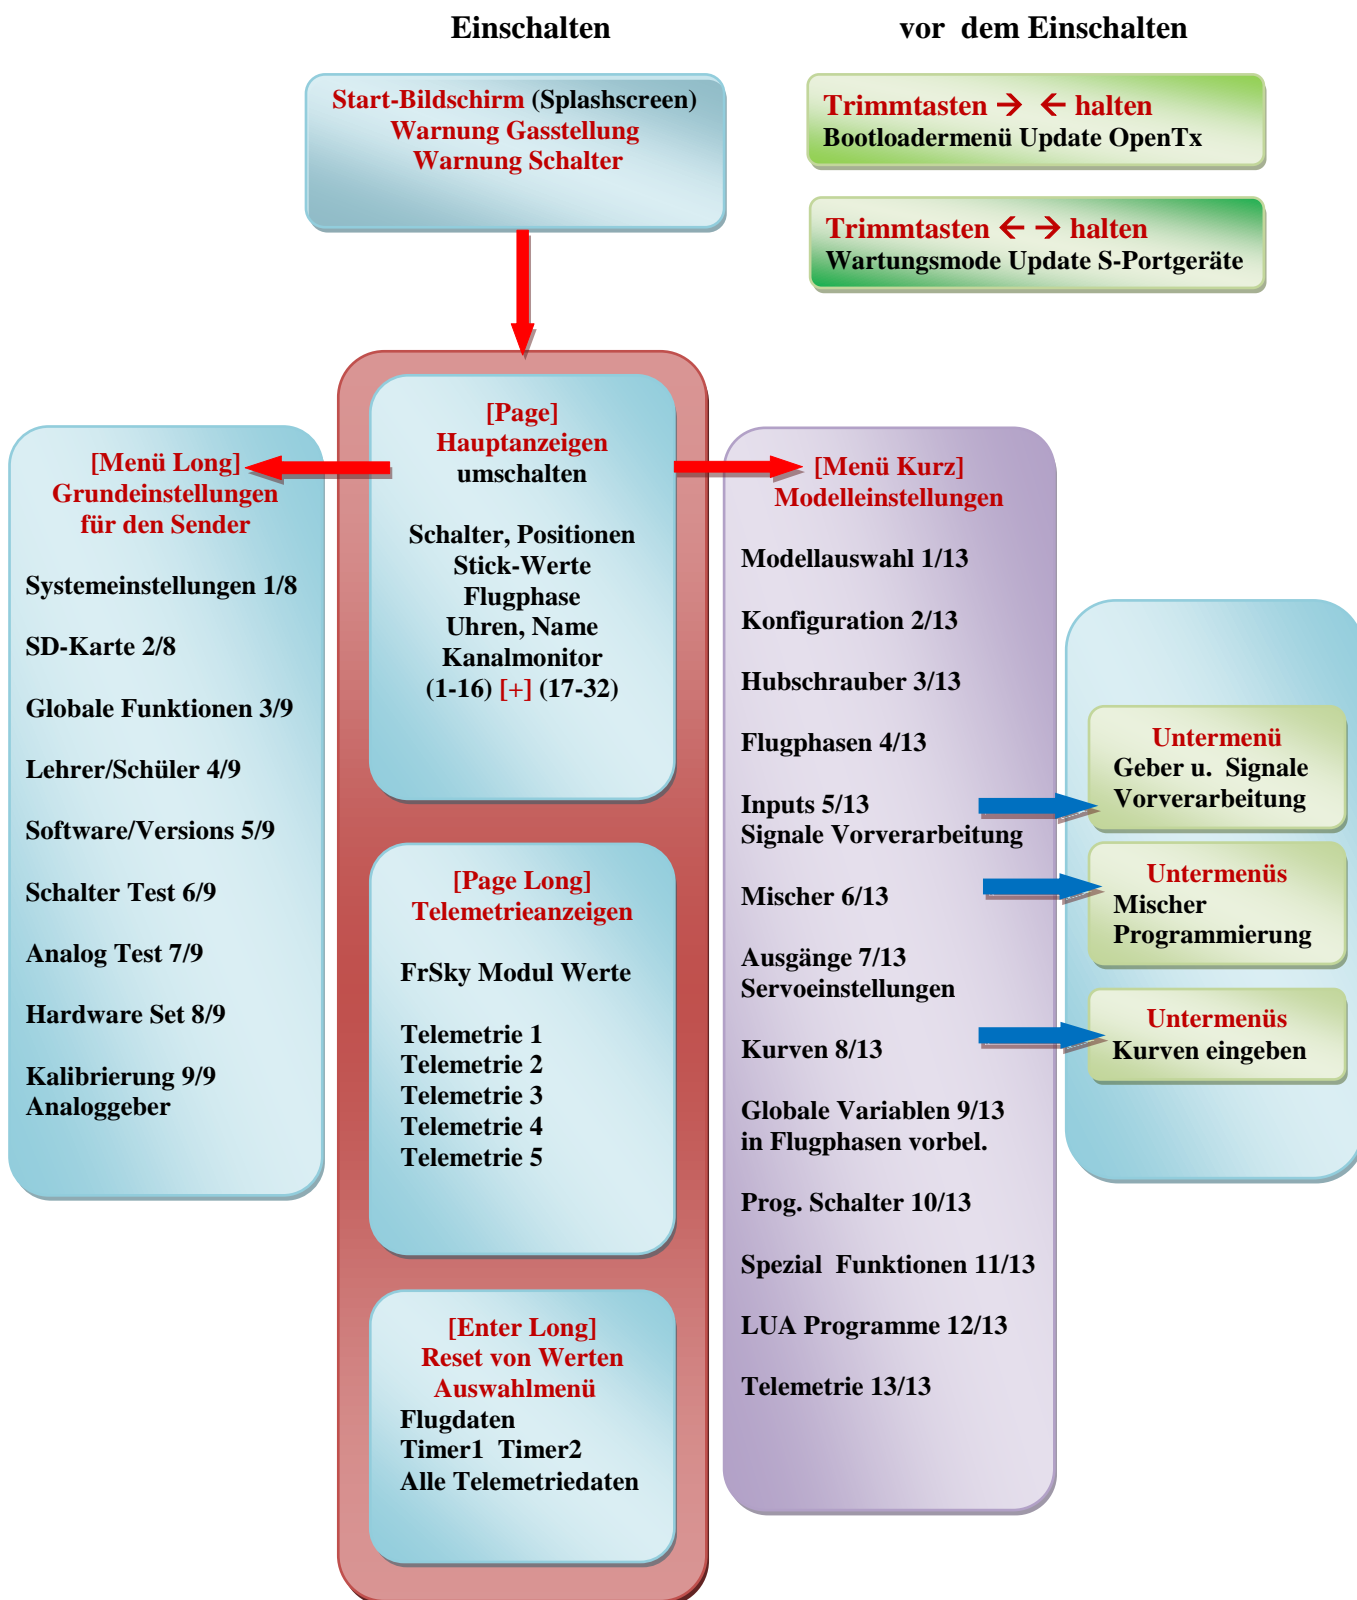 Einschalten
vor dem Einschalten
Start-Bildschirm (Splashscreen)
Warnung Gasstellung
Warnung Schalter
Trimmtasten → ← halten
Bootloadermenü Update OpenTx
Trimmtasten ← → halten
Wartungsmode Update S-Portgeräte
[Menü Long]
Grundeinstellungen
für den Sender
Systemeinstellungen 1/8
SD-Karte 2/8
Globale Funktionen 3/9
Lehrer/Schüler 4/9
Software/Versions 5/9
Schalter Test 6/9
Analog Test 7/9
Hardware Set 8/9
Kalibrierung 9/9
Analoggeber
[Page]
Hauptanzeigen
umschalten
Schalter, Positionen
Stick-Werte
Flugphase
Uhren, Name
Kanalmonitor
(1-16) [+] (17-32)
[Page Long]
Telemetrieanzeigen
FrSky Modul Werte
Telemetrie 1
Telemetrie 2
Telemetrie 3
Telemetrie 4
Telemetrie 5
[Enter Long]
Reset von Werten
Auswahlmenü
Flugdaten
Timer1 Timer2
Alle Telemetriedaten
[Menü Kurz]
Modelleinstellungen
Modellauswahl 1/13
Konfiguration 2/13
Hubschrauber 3/13
Flugphasen 4/13
Inputs 5/13
Signale Vorverarbeitung
Mischer 6/13
Ausgänge 7/13
Servoeinstellungen
Kurven 8/13
Globale Variablen 9/13
in Flugphasen vorbel.
Prog. Schalter 10/13
Spezial Funktionen 11/13
LUA Programme 12/13
Telemetrie 13/13
Untermenü
Geber u. Signale
Vorverarbeitung
Untermenüs
Mischer
Programmierung
Untermenüs
Kurven eingeben